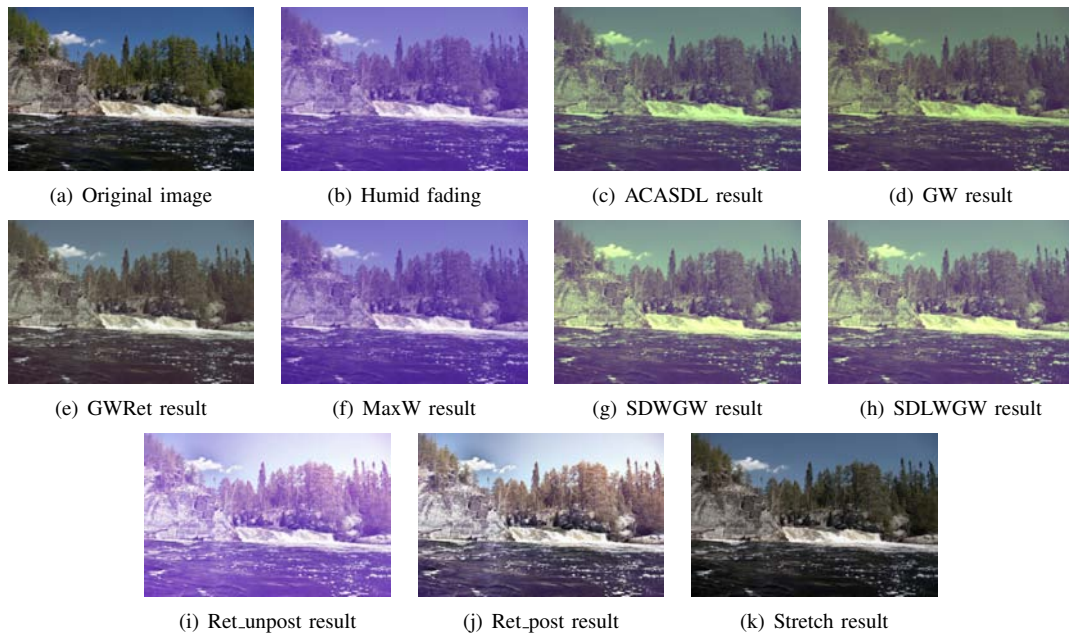 (a) Original image
(b) Humid fading
(c) ACASDL result
(d) GW result
(e) GWRet result
(f) MaxW result
(g) SDWGW result
(h) SDLWGW result
(i) Ret_unpost result
(j) Ret_post result
(k) Stretch result